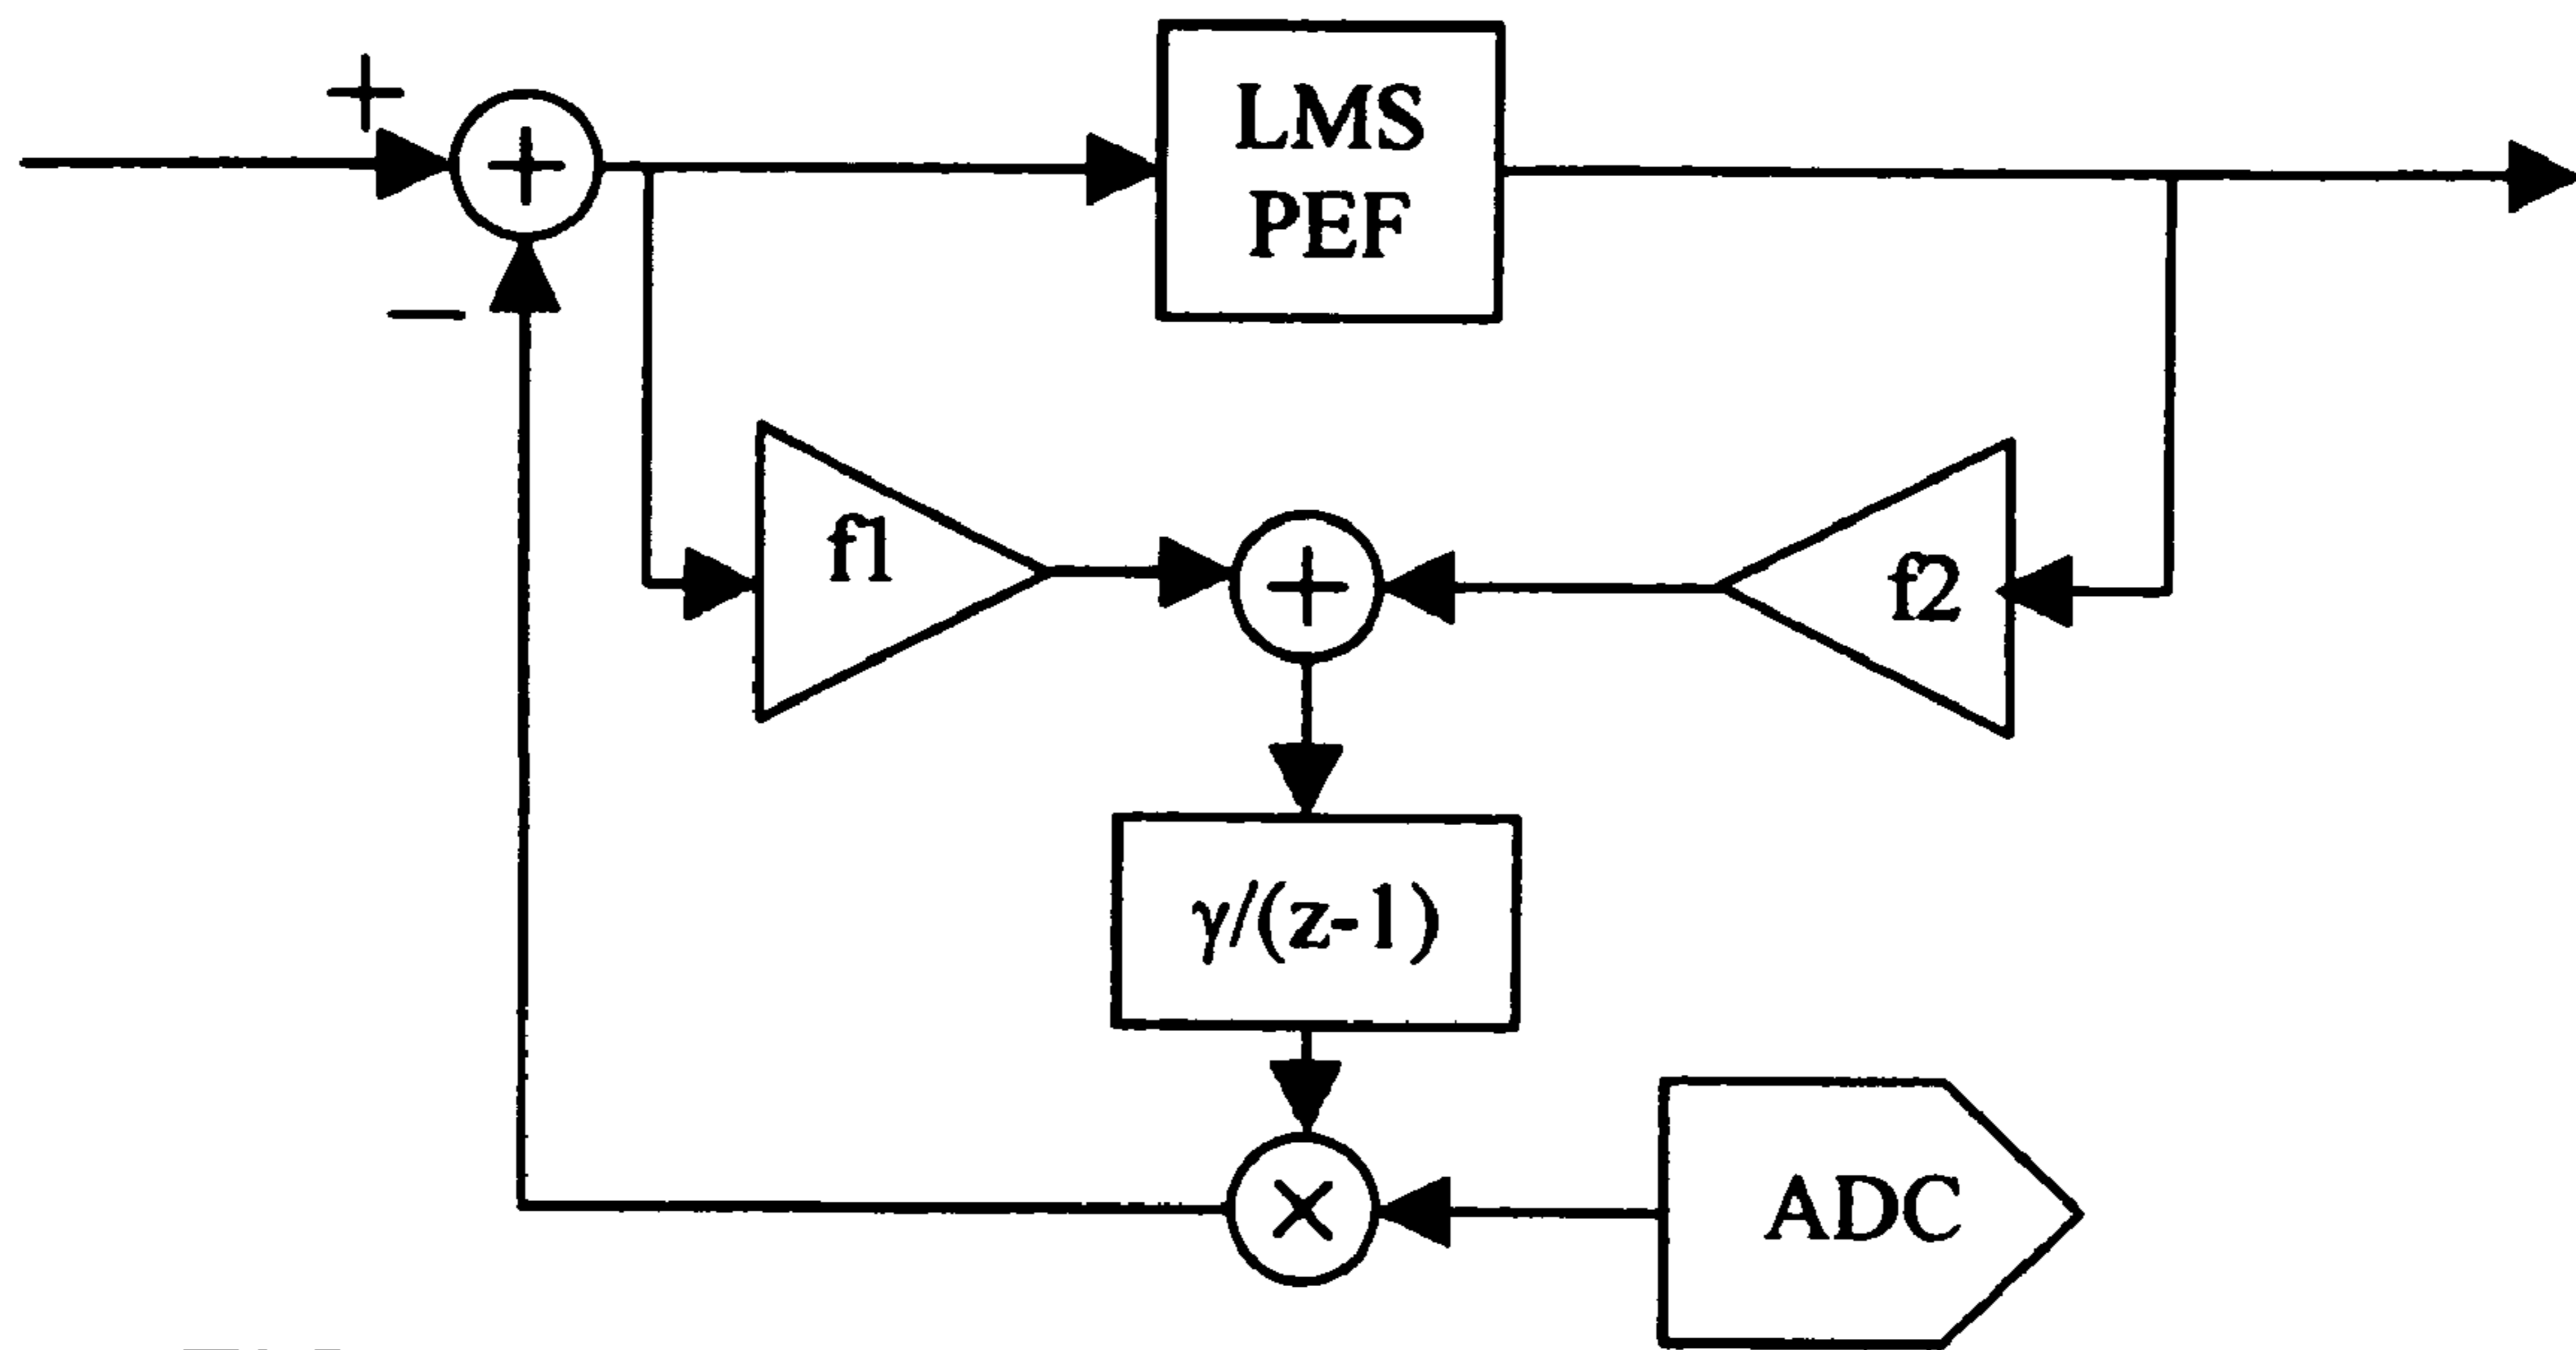 +
+
−
LMS
PEF
f1
+
f2
γ/(z-1)
×
ADC